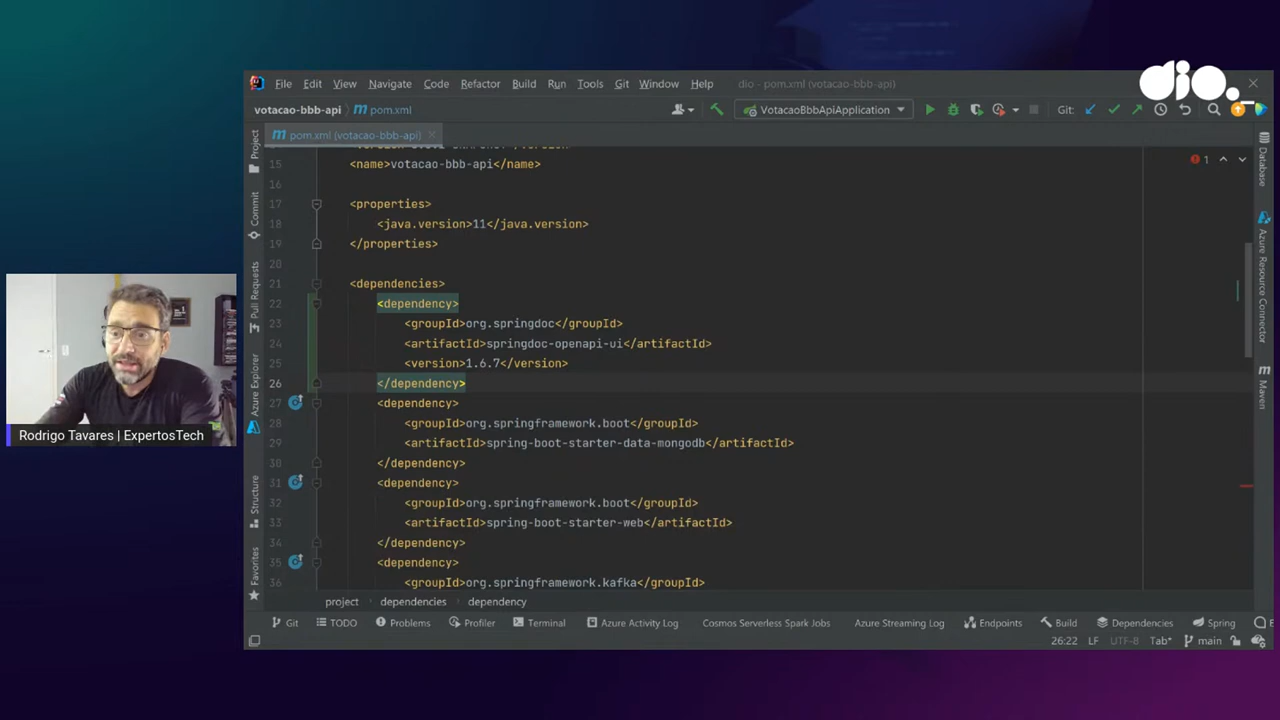 dio._
File Edit View Navigate Code Refactor Build Run Tools Git Window Help dio - pom.xml (votacao-bbb-api)
votacao-bbb-api pom.xml VotacaoBbbApiApplication Git:
pom.xml (votacao-bbb-api)
15 <name>votacao-bbb-api</name> 1
16
17 <properties>
18 <java.version>11</java.version>
19 </properties>
20
21 <dependencies>
22 <dependency>
23 <groupId>org.springdoc</groupId>
24 <artifactId>springdoc-openapi-ui</artifactId>
25 <version>1.6.7</version>
26 </dependency>
27 <dependency>
28 <groupId>org.springframework.boot</groupId>
29 <artifactId>spring-boot-starter-data-mongodb</artifactId>
30 </dependency>
31 <dependency>
32 <groupId>org.springframework.boot</groupId>
33 <artifactId>spring-boot-starter-web</artifactId>
34 </dependency>
35 <dependency>
36 <groupId>org.springframework.kafka</groupId>
project dependencies dependency
Git TODO Problems Profiler Terminal Azure Activity Log Cosmos Serverless Spark Jobs Azure Streaming Log Endpoints Build Dependencies Spring
26:22 LF UTF-8 Tab* main
Project
Commit
Pull Requests
Azure Explorer
Structure
Favorites
Database
Azure Resource Connector
Maven
Rodrigo Tavares | ExpertosTech